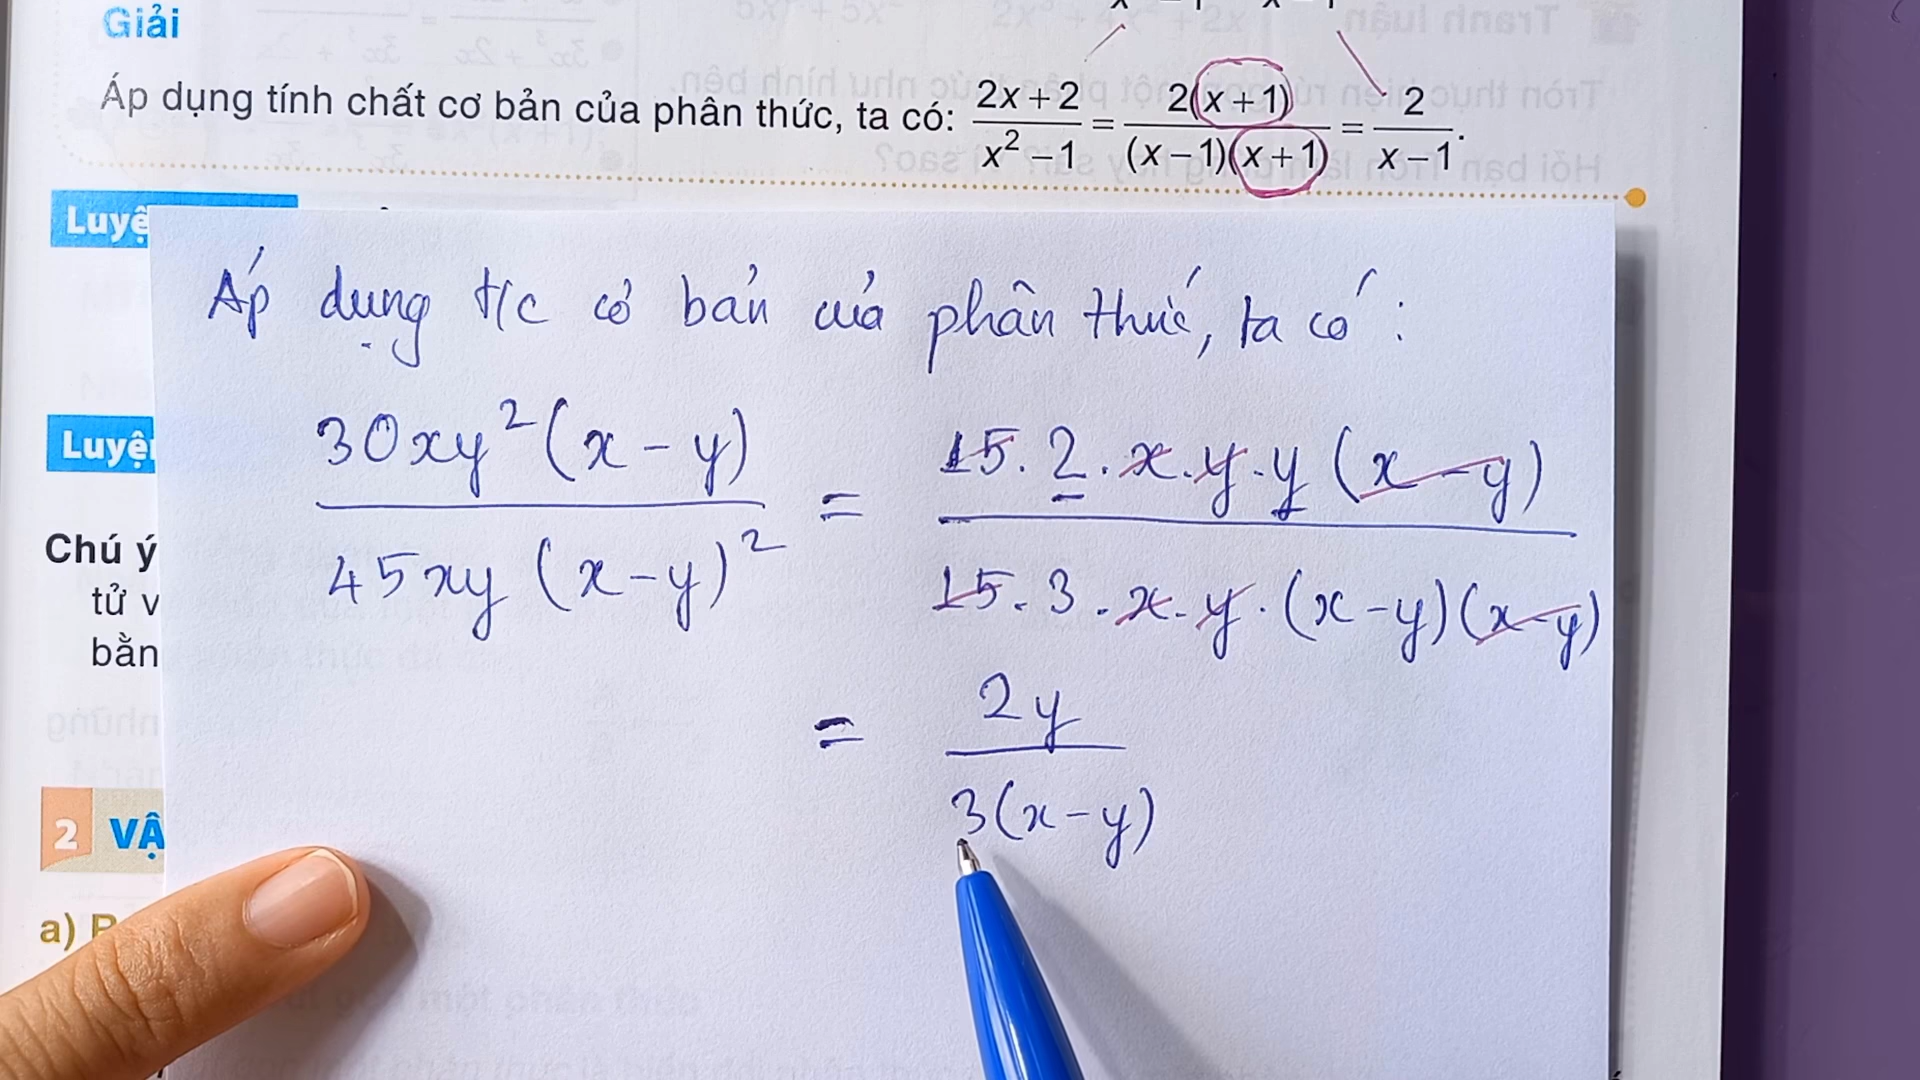 Giải
Áp dụng tính chất cơ bản của phân thức, ta có: (2x+2)/(x²−1) = 2(x+1)/((x−1)(x+1)) = 2/(x−1).
Áp dụng t/c cơ bản của phân thức, ta có:
30xy²(x−y) / 45xy(x−y)² = 15.2.x.y.y(x−y) / 15.3.x.y.(x−y)(x−y)
= 2y / 3(x−y)
Chú ý
tử v
bằn
2 VẬ
a)